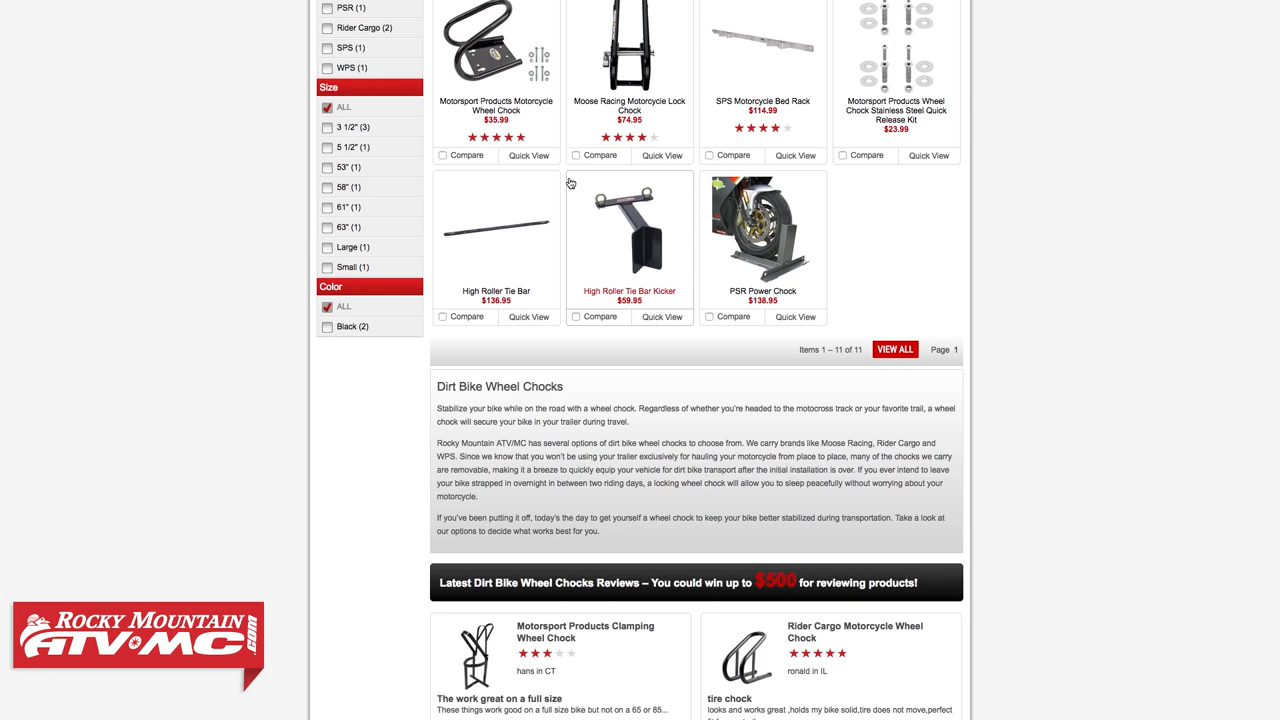 PSR (1)
Rider Cargo (2)
SPS (1)
WPS (1)
Size
ALL
3 1/2" (3)
5 1/2" (1)
53" (1)
58" (1)
61" (1)
63" (1)
Large (1)
Small (1)
Color
ALL
Black (2)
Motorsport Products Motorcycle
Wheel Chock
$35.99
Compare
Quick View
Moose Racing Motorcycle Lock
Chock
$74.95
Compare
Quick View
SPS Motorcycle Bed Rack
$114.99
Compare
Quick View
Motorsport Products Wheel
Chock Stainless Steel Quick
Release Kit
$23.99
Compare
Quick View
High Roller Tie Bar
$136.95
Compare
Quick View
High Roller Tie Bar Kicker
$59.95
Compare
Quick View
PSR Power Chock
$138.95
Compare
Quick View
Items 1 – 11 of 11
VIEW ALL
Page 1
Dirt Bike Wheel Chocks
Stabilize your bike while on the road with a wheel chock. Regardless of whether you're headed to the motocross track or your favorite trail, a wheel
chock will secure your bike in your trailer during travel.
Rocky Mountain ATV/MC has several options of dirt bike wheel chocks to choose from. We carry brands like Moose Racing, Rider Cargo and
WPS. Since we know that you won't be using your trailer exclusively for hauling your motorcycle from place to place, many of the chocks we carry
are removable, making it a breeze to quickly equip your vehicle for dirt bike transport after the initial installation is over. If you ever intend to leave
your bike strapped in overnight in between two riding days, a locking wheel chock will allow you to sleep peacefully without worrying about your
motorcycle.
If you've been putting it off, today's the day to get yourself a wheel chock to keep your bike better stabilized during transportation. Take a look at
our options to decide what works best for you.
Latest Dirt Bike Wheel Chocks Reviews – You could win up to $500 for reviewing products!
Motorsport Products Clamping
Wheel Chock
hans in CT
The work great on a full size
These things work good on a full size bike but not on a 65 or 85...
Rider Cargo Motorcycle Wheel
Chock
ronald in IL
tire chock
looks and works great ,holds my bike solid,tire does not move,perfect
ROCKY MOUNTAIN
ATV MC .com